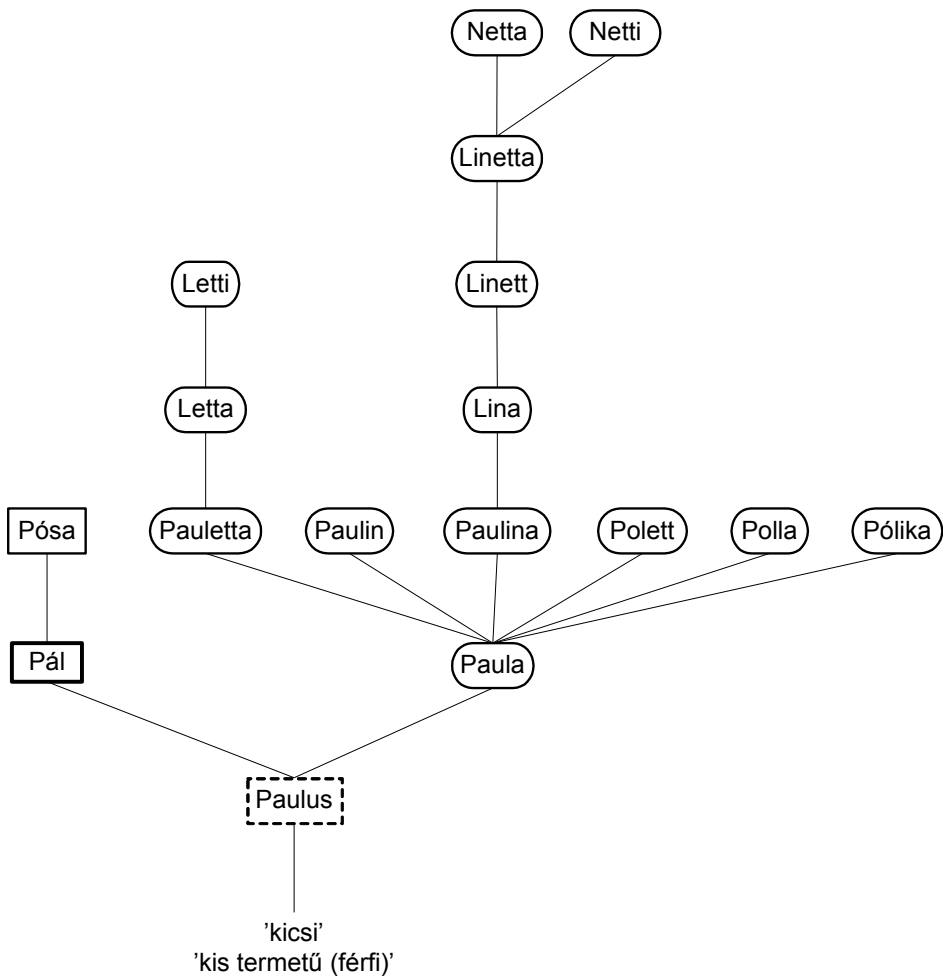 Netta
Netti
Linetta
Letti
Linett
Letta
Lina
Pósa
Pauletta
Paulin
Paulina
Polett
Polla
Pólika
Pál
Paula
Paulus
’kicsi’
’kis termetű (férfi)’